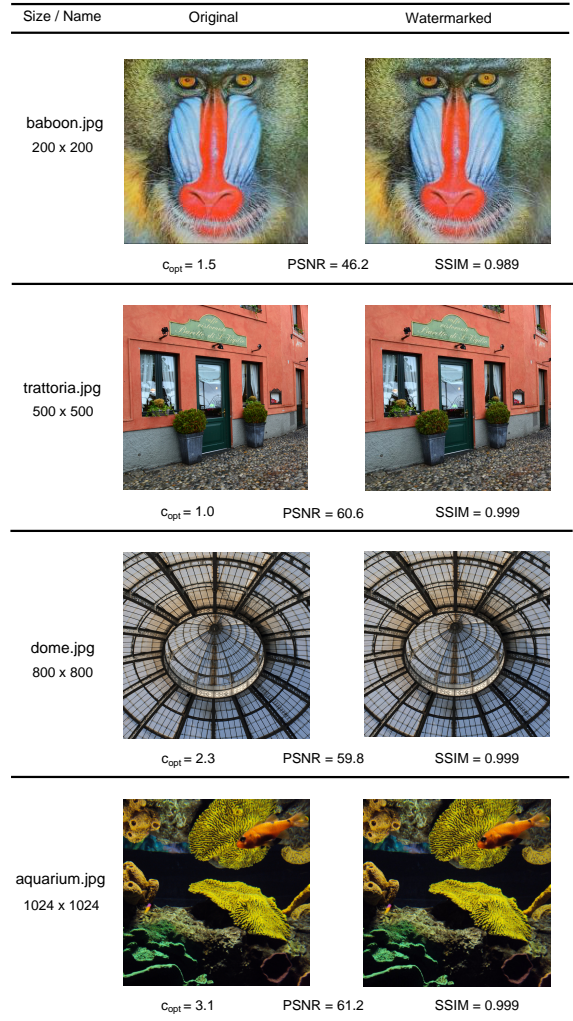 Size / Name Original Watermarked
baboon.jpg
200 x 200
c_opt = 1.5 PSNR = 46.2 SSIM = 0.989
trattoria.jpg
500 x 500
c_opt = 1.0 PSNR = 60.6 SSIM = 0.999
dome.jpg
800 x 800
c_opt = 2.3 PSNR = 59.8 SSIM = 0.999
aquarium.jpg
1024 x 1024
c_opt = 3.1 PSNR = 61.2 SSIM = 0.999